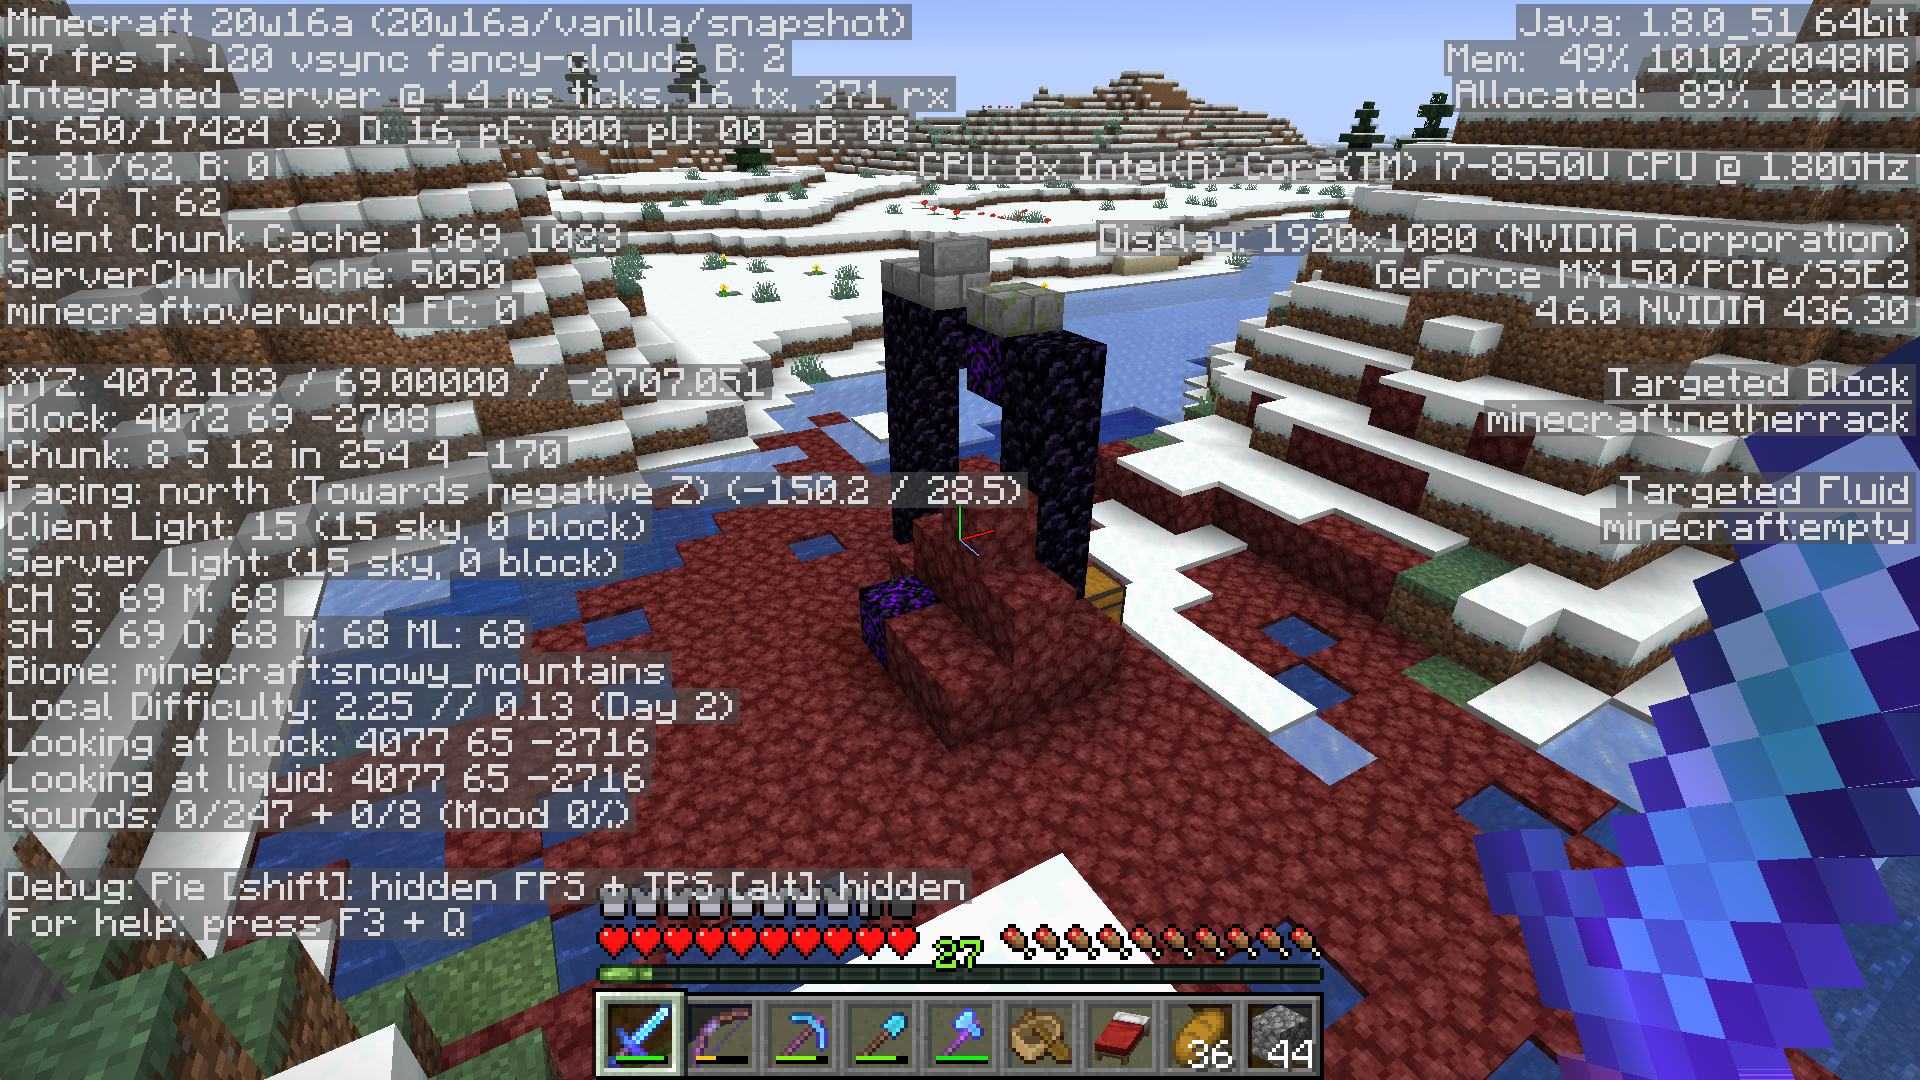 Minecraft 20w16a (20w16a/vanilla/snapshot)
57 fps T: 120 vsync fancy-clouds B: 2
Integrated server @ 14 ms ticks, 16 tx, 371 rx
C: 650/17424 (s) D: 16, pC: 000, pU: 00, aB: 08
E: 31/62, B: 0
P: 47. T: 62
Client Chunk Cache: 1369, 1083
ServerChunkCache: 5050
minecraft:overworld FC: 0
XYZ: 4072.183 / 69.00000 / -2707.051
Block: 4072 69 -2708
Chunk: 8 5 12 in 254 4 -170
Facing: north (Towards negative Z) (-150.2 / 28.5)
Client Light: 15 (15 sky, 0 block)
Server Light: (15 sky, 0 block)
CH S: 69 M: 68
SH S: 69 O: 68 M: 68 ML: 68
Biome: minecraft:snowy_mountains
Local Difficulty: 2.25 // 0.13 (Day 2)
Looking at block: 4077 65 -2716
Looking at liquid: 4077 65 -2716
Sounds: 0/247 + 0/8 (Mood 0%)
Debug: Pie [shift]: hidden FPS + TPS [alt]: hidden
For help: press F3 + Q
Java: 1.8.0_51 64bit
Mem: 49% 1010/2048MB
Allocated: 89% 1824MB
CPU: 8x Intel(R) Core(TM) i7-8550U CPU @ 1.80GHz
Display: 1920x1080 (NVIDIA Corporation)
GeForce MX150/PCIe/SSE2
4.6.0 NVIDIA 436.30
Targeted Block
minecraft:netherrack
Targeted Fluid
minecraft:empty
27
36
44